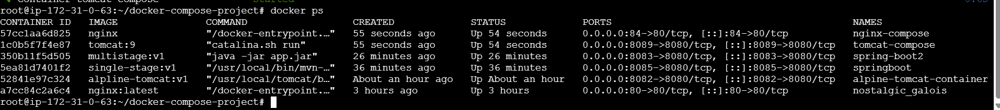 ✔ Container tomcat-compose Started 0.6s
root@ip-172-31-0-63:~/docker-compose-project# docker ps
CONTAINER ID IMAGE COMMAND CREATED STATUS PORTS NAMES
57cc1aa6d825 nginx "/docker-entrypoint.…" 55 seconds ago Up 54 seconds 0.0.0.0:84->80/tcp, [::]:84->80/tcp nginx-compose
1c0b5f7f4e87 tomcat:9 "catalina.sh run" 55 seconds ago Up 54 seconds 0.0.0.0:8089->8080/tcp, [::]:8089->8080/tcp tomcat-compose
350b11f5d505 multistage:v1 "java -jar app.jar" 26 minutes ago Up 26 minutes 0.0.0.0:8083->8080/tcp, [::]:8083->8080/tcp spring-boot2
5ea81d7401f2 single-stage:v1 "/usr/local/bin/mvn-…" 36 minutes ago Up 36 minutes 0.0.0.0:8085->8080/tcp, [::]:8085->8080/tcp springboot
52841e97c324 alpline-tomcat:v1 "/usr/local/tomcat/b…" About an hour ago Up About an hour 0.0.0.0:8082->8080/tcp, [::]:8082->8080/tcp alpine-tomcat-container
a7cc84c2a6c4 nginx:latest "/docker-entrypoint.…" 3 hours ago Up 3 hours 0.0.0.0:80->80/tcp, [::]:80->80/tcp nostalgic_galois
root@ip-172-31-0-63:~/docker-compose-project#